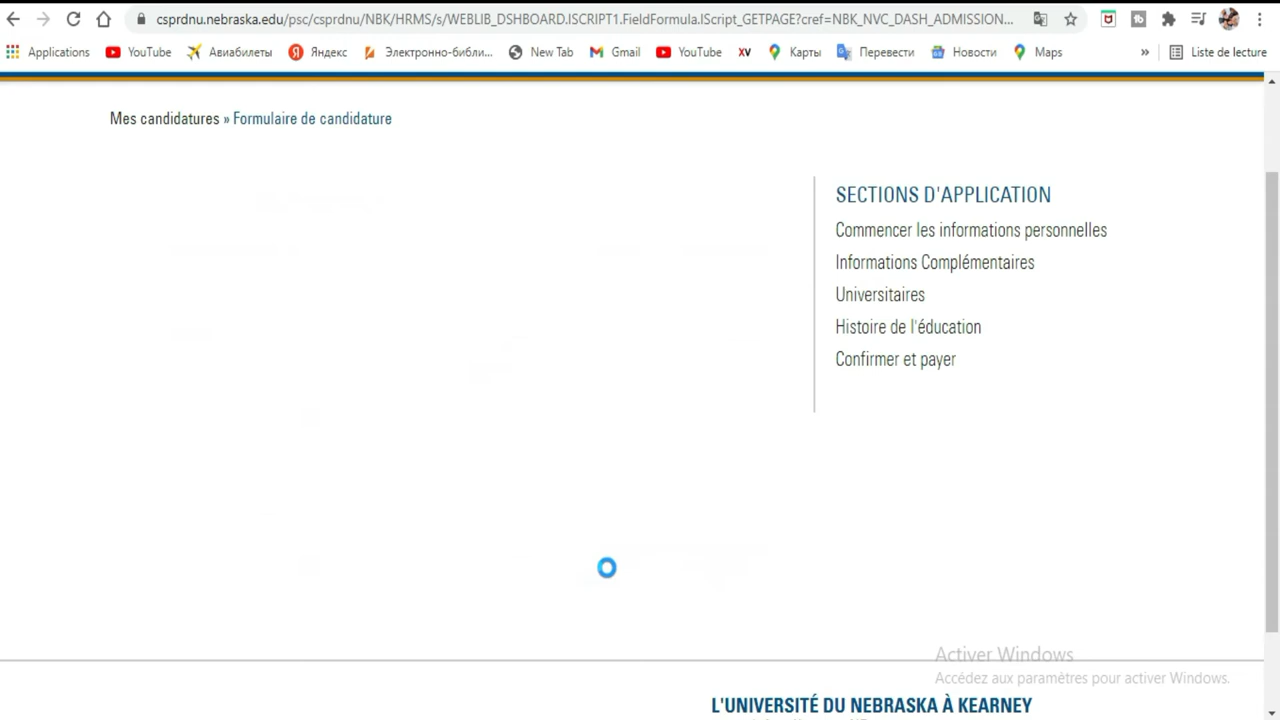 csprdnu.nebraska.edu/psc/csprdnu/NBK/HRMS/s/WEBLIB_DSHBOARD.ISCRIPT1.FieldFormula.IScript_GETPAGE?cref=NBK_NVC_DASH_ADMISSION...
Applications YouTube Авиабилеты Яндекс Электронно-библи... New Tab Gmail YouTube XV Карты Перевести Новости Maps » Liste de lecture
Mes candidatures » Formulaire de candidature
SECTIONS D'APPLICATION
Commencer les informations personnelles
Informations Complémentaires
Universitaires
Histoire de l'éducation
Confirmer et payer
Activer Windows
Accédez aux paramètres pour activer Windows.
L'UNIVERSITÉ DU NEBRASKA À KEARNEY